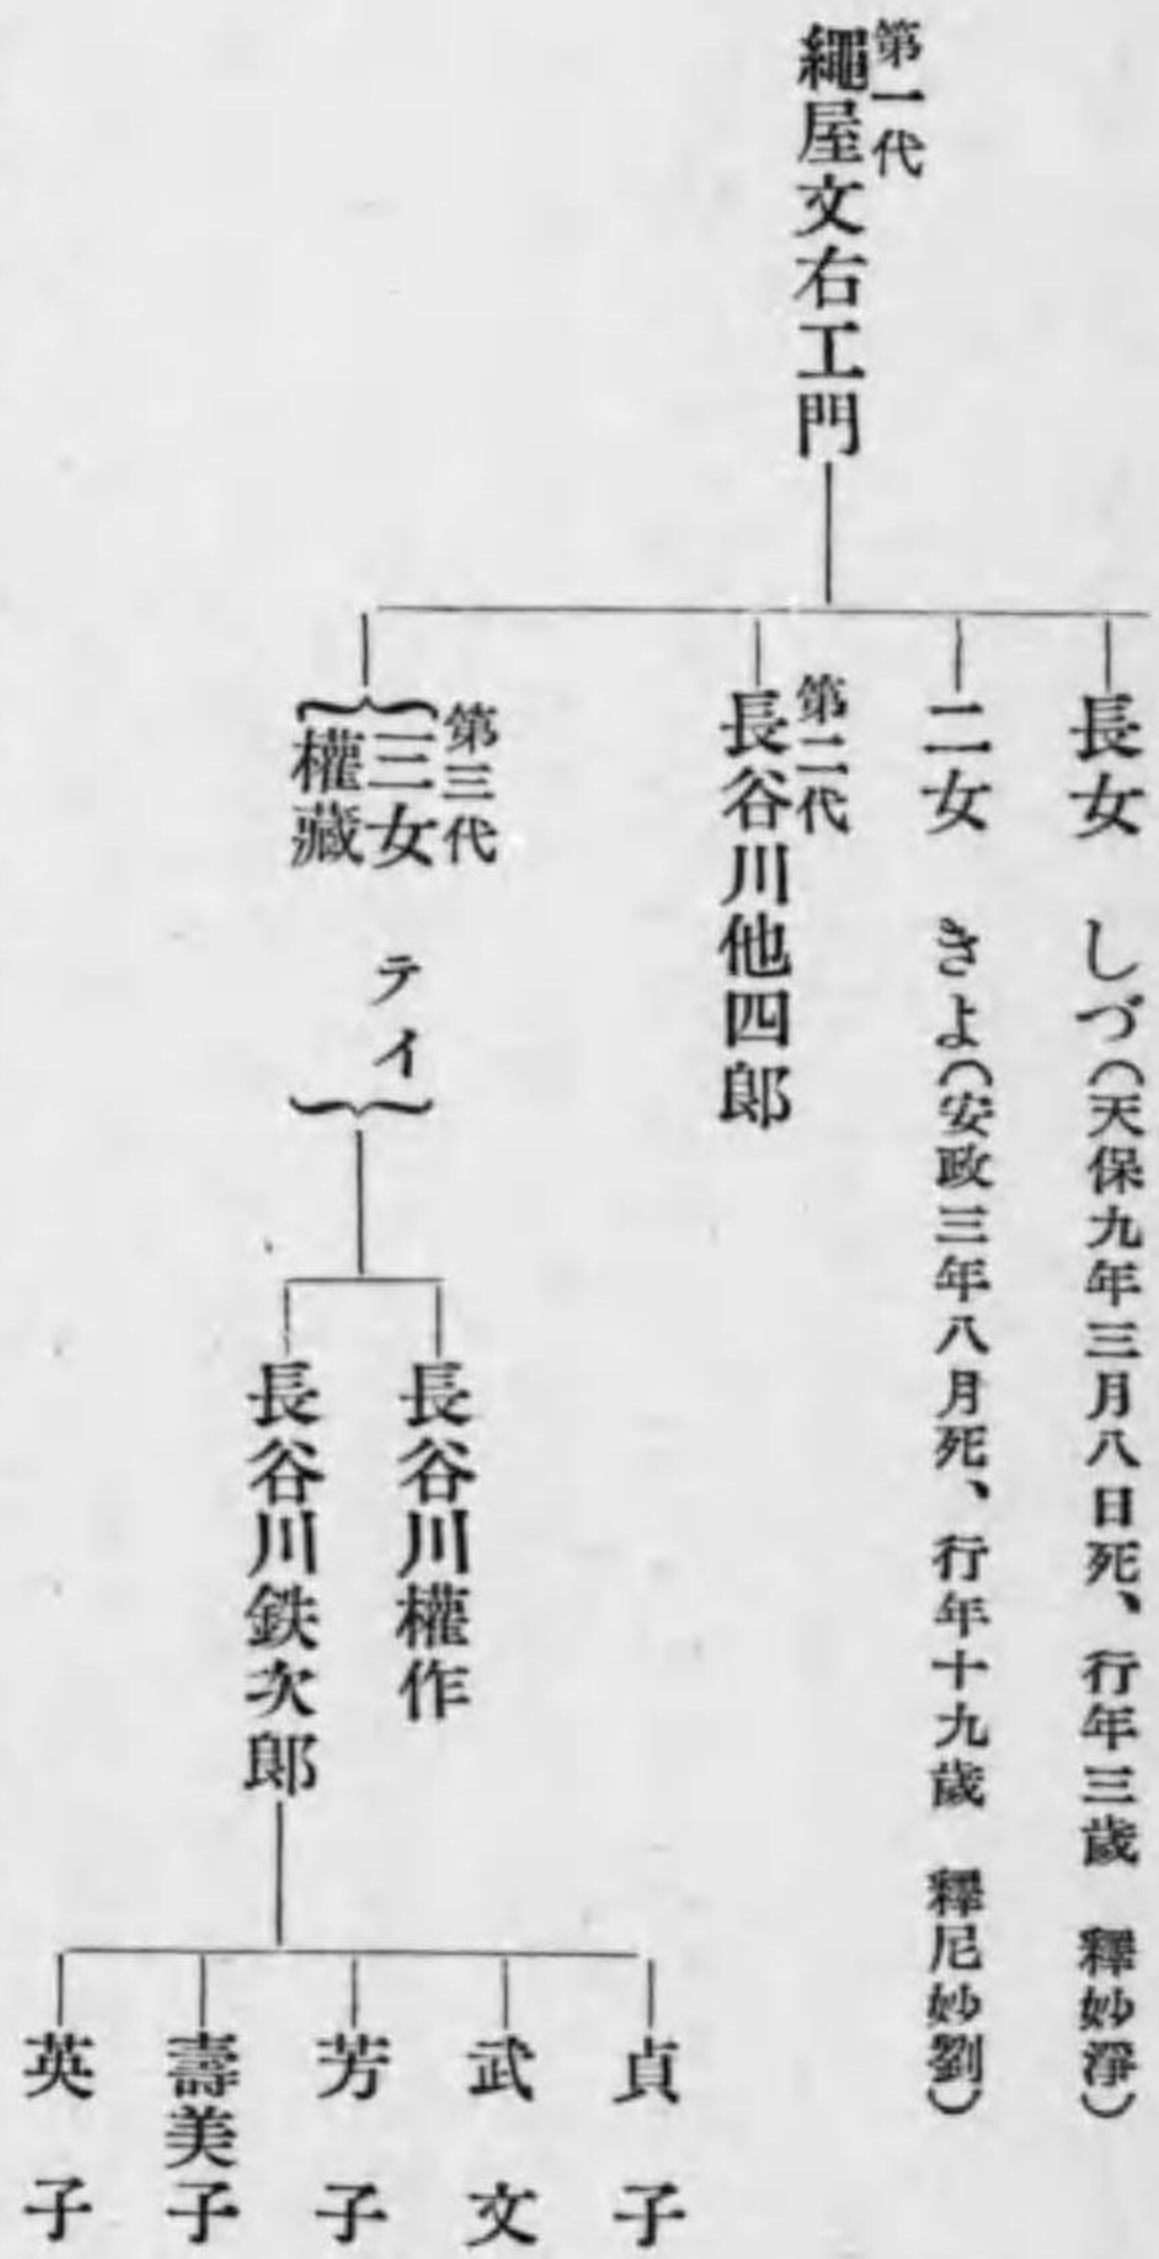 第一代
繩屋文右工門
長女　しづ（天保九年三月八日死、行年三歲　釋妙淨）
二女　きよ（安政三年八月死、行年十九歲　釋尼妙劉）
第二代
長谷川他四郎
第三代
三女　テイ
權藏
長谷川權作
長谷川鉄次郎
貞子
武文
芳子
壽美子
英子